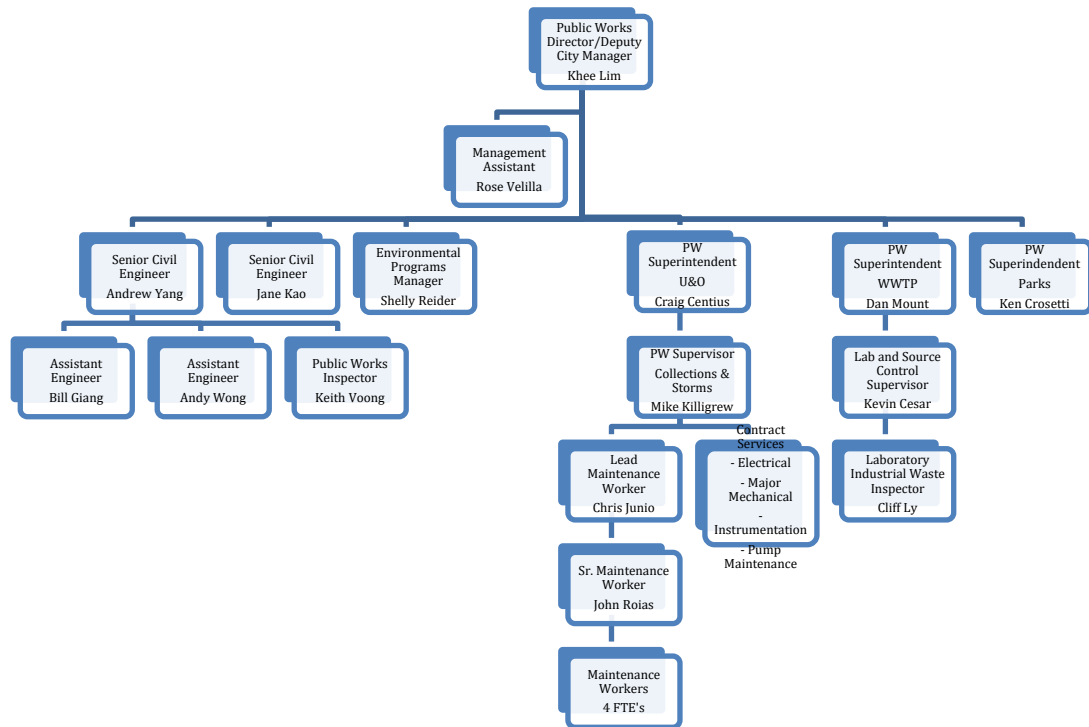 Public Works
Director/Deputy
City Manager
Khee Lim
Management
Assistant
Rose Velilla
Senior Civil
Engineer
Andrew Yang
Senior Civil
Engineer
Jane Kao
Environmental
Programs
Manager
Shelly Reider
PW
Superintendent
U&O
Craig Centius
PW
Superintendent
WWTP
Dan Mount
PW
Superindendent
Parks
Ken Crosetti
Assistant
Engineer
Bill Giang
Assistant
Engineer
Andy Wong
Public Works
Inspector
Keith Voong
PW Supervisor
Collections &
Storms
Mike Killigrew
Lab and Source
Control
Supervisor
Kevin Cesar
Lead
Maintenance
Worker
Chris Junio
Contract
Services
- Electrical
- Major
Mechanical
-
Instrumentation
- Pump
Maintenance
Laboratory
Industrial Waste
Inspector
Cliff Ly
Sr. Maintenance
Worker
John Roias
Maintenance
Workers
4 FTE's